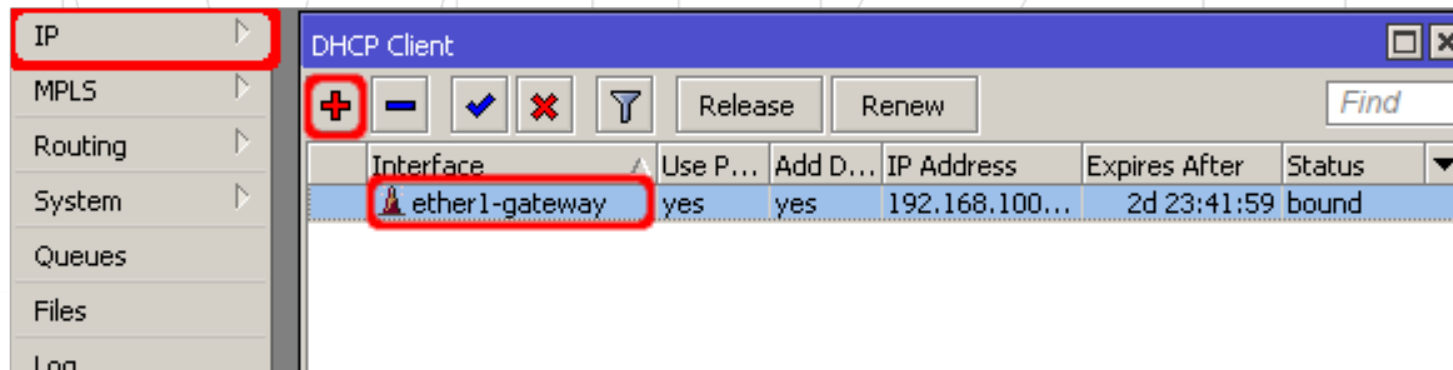 IP
MPLS
Routing
System
Queues
Files
Log
DHCP Client
Release Renew Find
Interface Use P... Add D... IP Address Expires After Status
ether1-gateway yes yes 192.168.100... 2d 23:41:59 bound